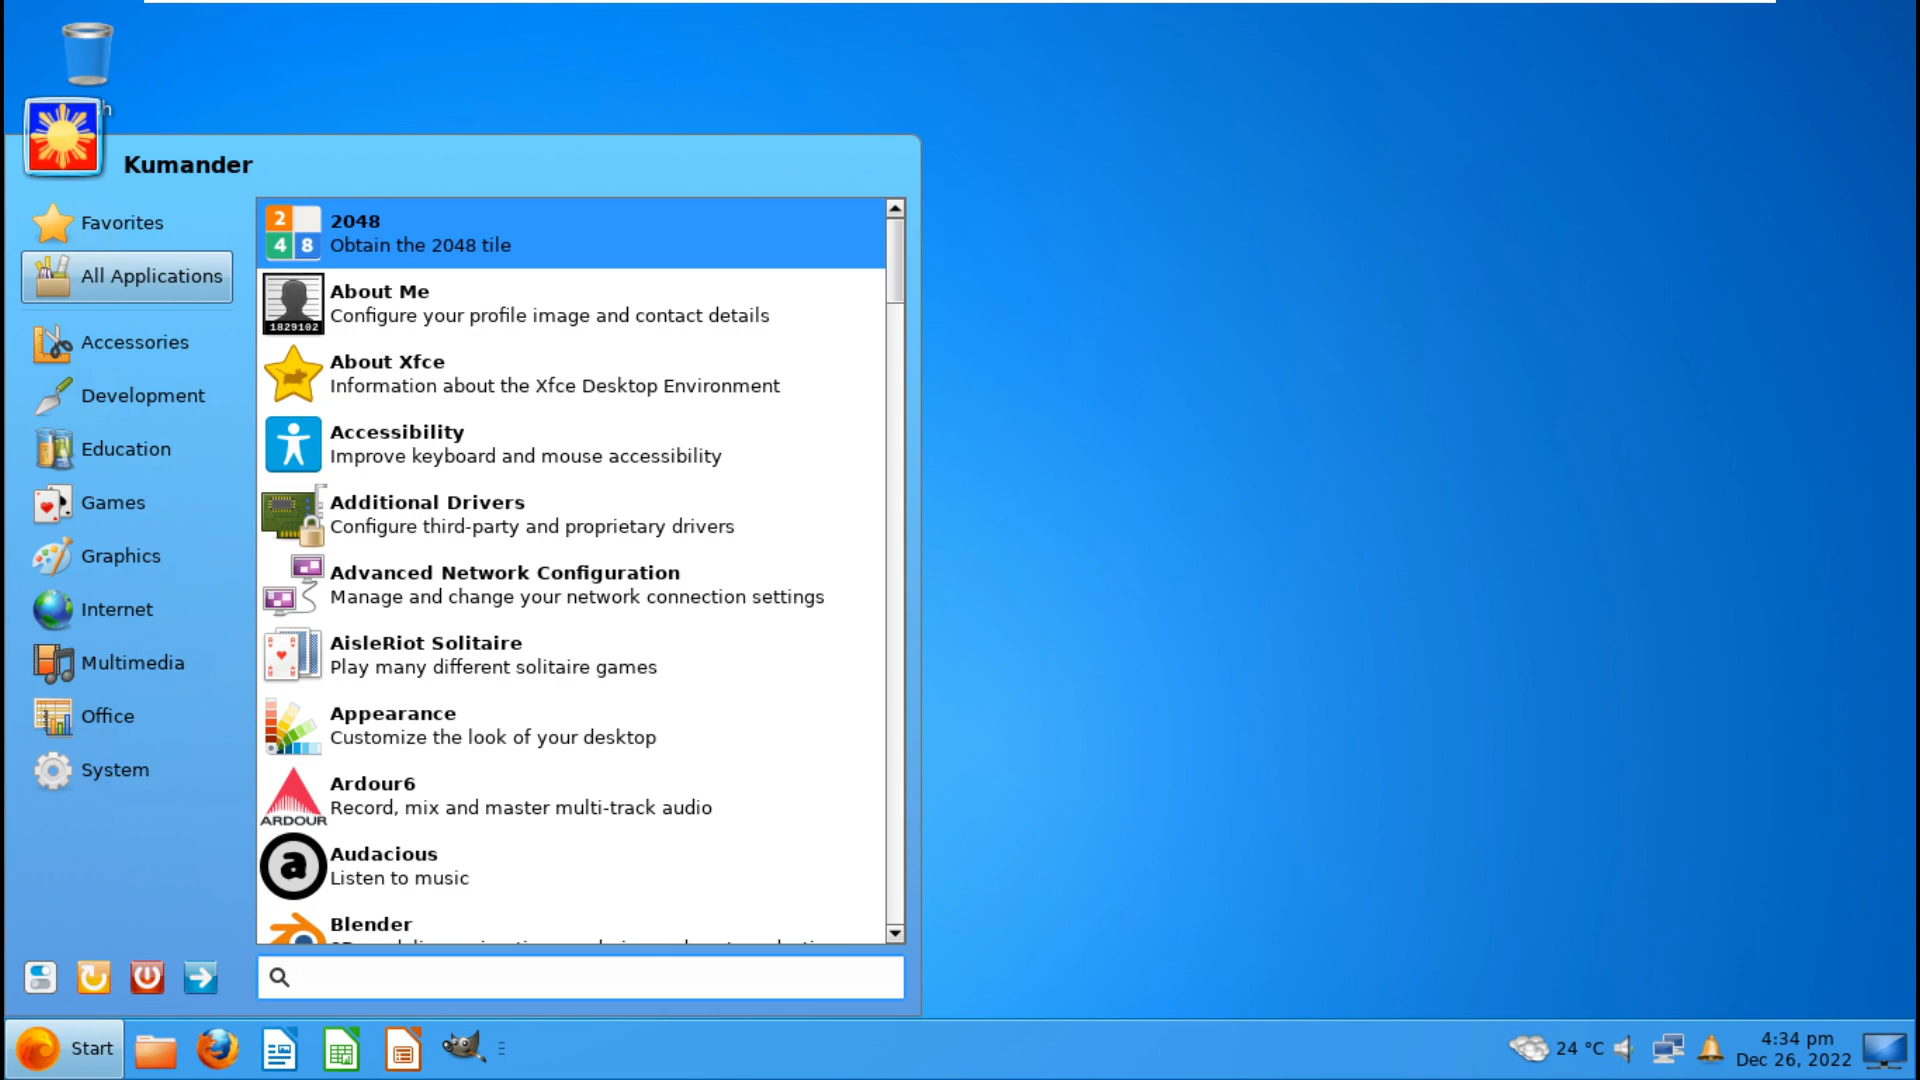 h
Kumander
Favorites
All Applications
Accessories
Development
Education
Games
Graphics
Internet
Multimedia
Office
System
2
4 8
2048
Obtain the 2048 tile
1829102
About Me
Configure your profile image and contact details
About Xfce
Information about the Xfce Desktop Environment
Accessibility
Improve keyboard and mouse accessibility
Additional Drivers
Configure third-party and proprietary drivers
Advanced Network Configuration
Manage and change your network connection settings
AisleRiot Solitaire
Play many different solitaire games
Appearance
Customize the look of your desktop
ARDOUR
Ardour6
Record, mix and master multi-track audio
a
Audacious
Listen to music
Blender
Start
24 °C
4:34 pm
Dec 26, 2022